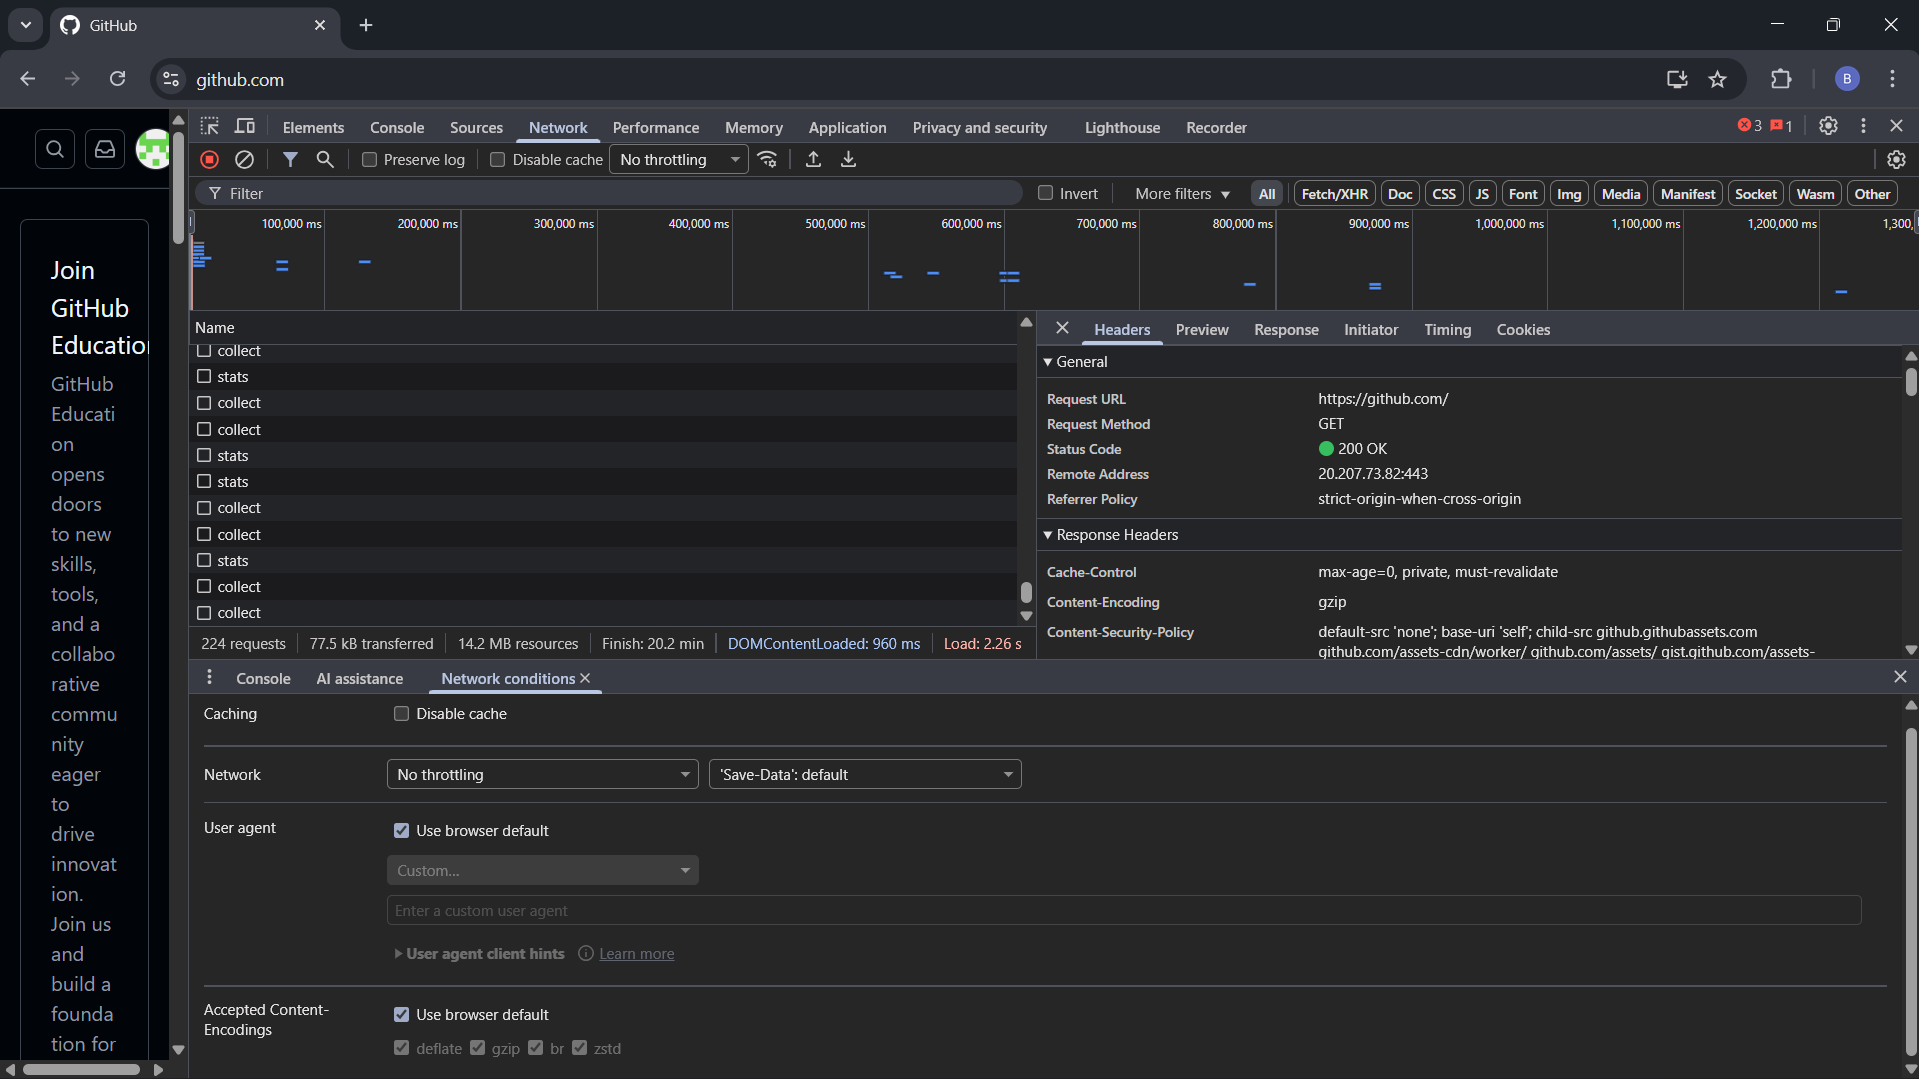 GitHub
github.com
B
Elements Console Sources Network Performance Memory Application Privacy and security Lighthouse Recorder 3 1
Preserve log Disable cache No throttling
Filter Invert More filters All Fetch/XHR Doc CSS JS Font Img Media Manifest Socket Wasm Other
100,000 ms 200,000 ms 300,000 ms 400,000 ms 500,000 ms 600,000 ms 700,000 ms 800,000 ms 900,000 ms 1,000,000 ms 1,100,000 ms 1,200,000 ms 1,300,
Join
GitHub
Education
GitHub
Educati
on
opens
doors
to new
skills,
tools,
and a
collabo
rative
commu
nity
eager
to
drive
innovat
ion.
Join us
and
build a
founda
tion for
Name
collect
stats
collect
collect
stats
stats
collect
collect
stats
collect
collect
224 requests 77.5 kB transferred 14.2 MB resources Finish: 20.2 min DOMContentLoaded: 960 ms Load: 2.26 s
Headers Preview Response Initiator Timing Cookies
General
Request URL https://github.com/
Request Method GET
Status Code 200 OK
Remote Address 20.207.73.82:443
Referrer Policy strict-origin-when-cross-origin
Response Headers
Cache-Control max-age=0, private, must-revalidate
Content-Encoding gzip
Content-Security-Policy default-src 'none'; base-uri 'self'; child-src github.githubassets.com
github.com/assets-cdn/worker/ github.com/assets/ gist.github.com/assets-
Console AI assistance Network conditions
Caching Disable cache
Network No throttling 'Save-Data': default
User agent Use browser default
Custom...
Enter a custom user agent
User agent client hints Learn more
Accepted Content-
Encodings Use browser default
deflate gzip br zstd